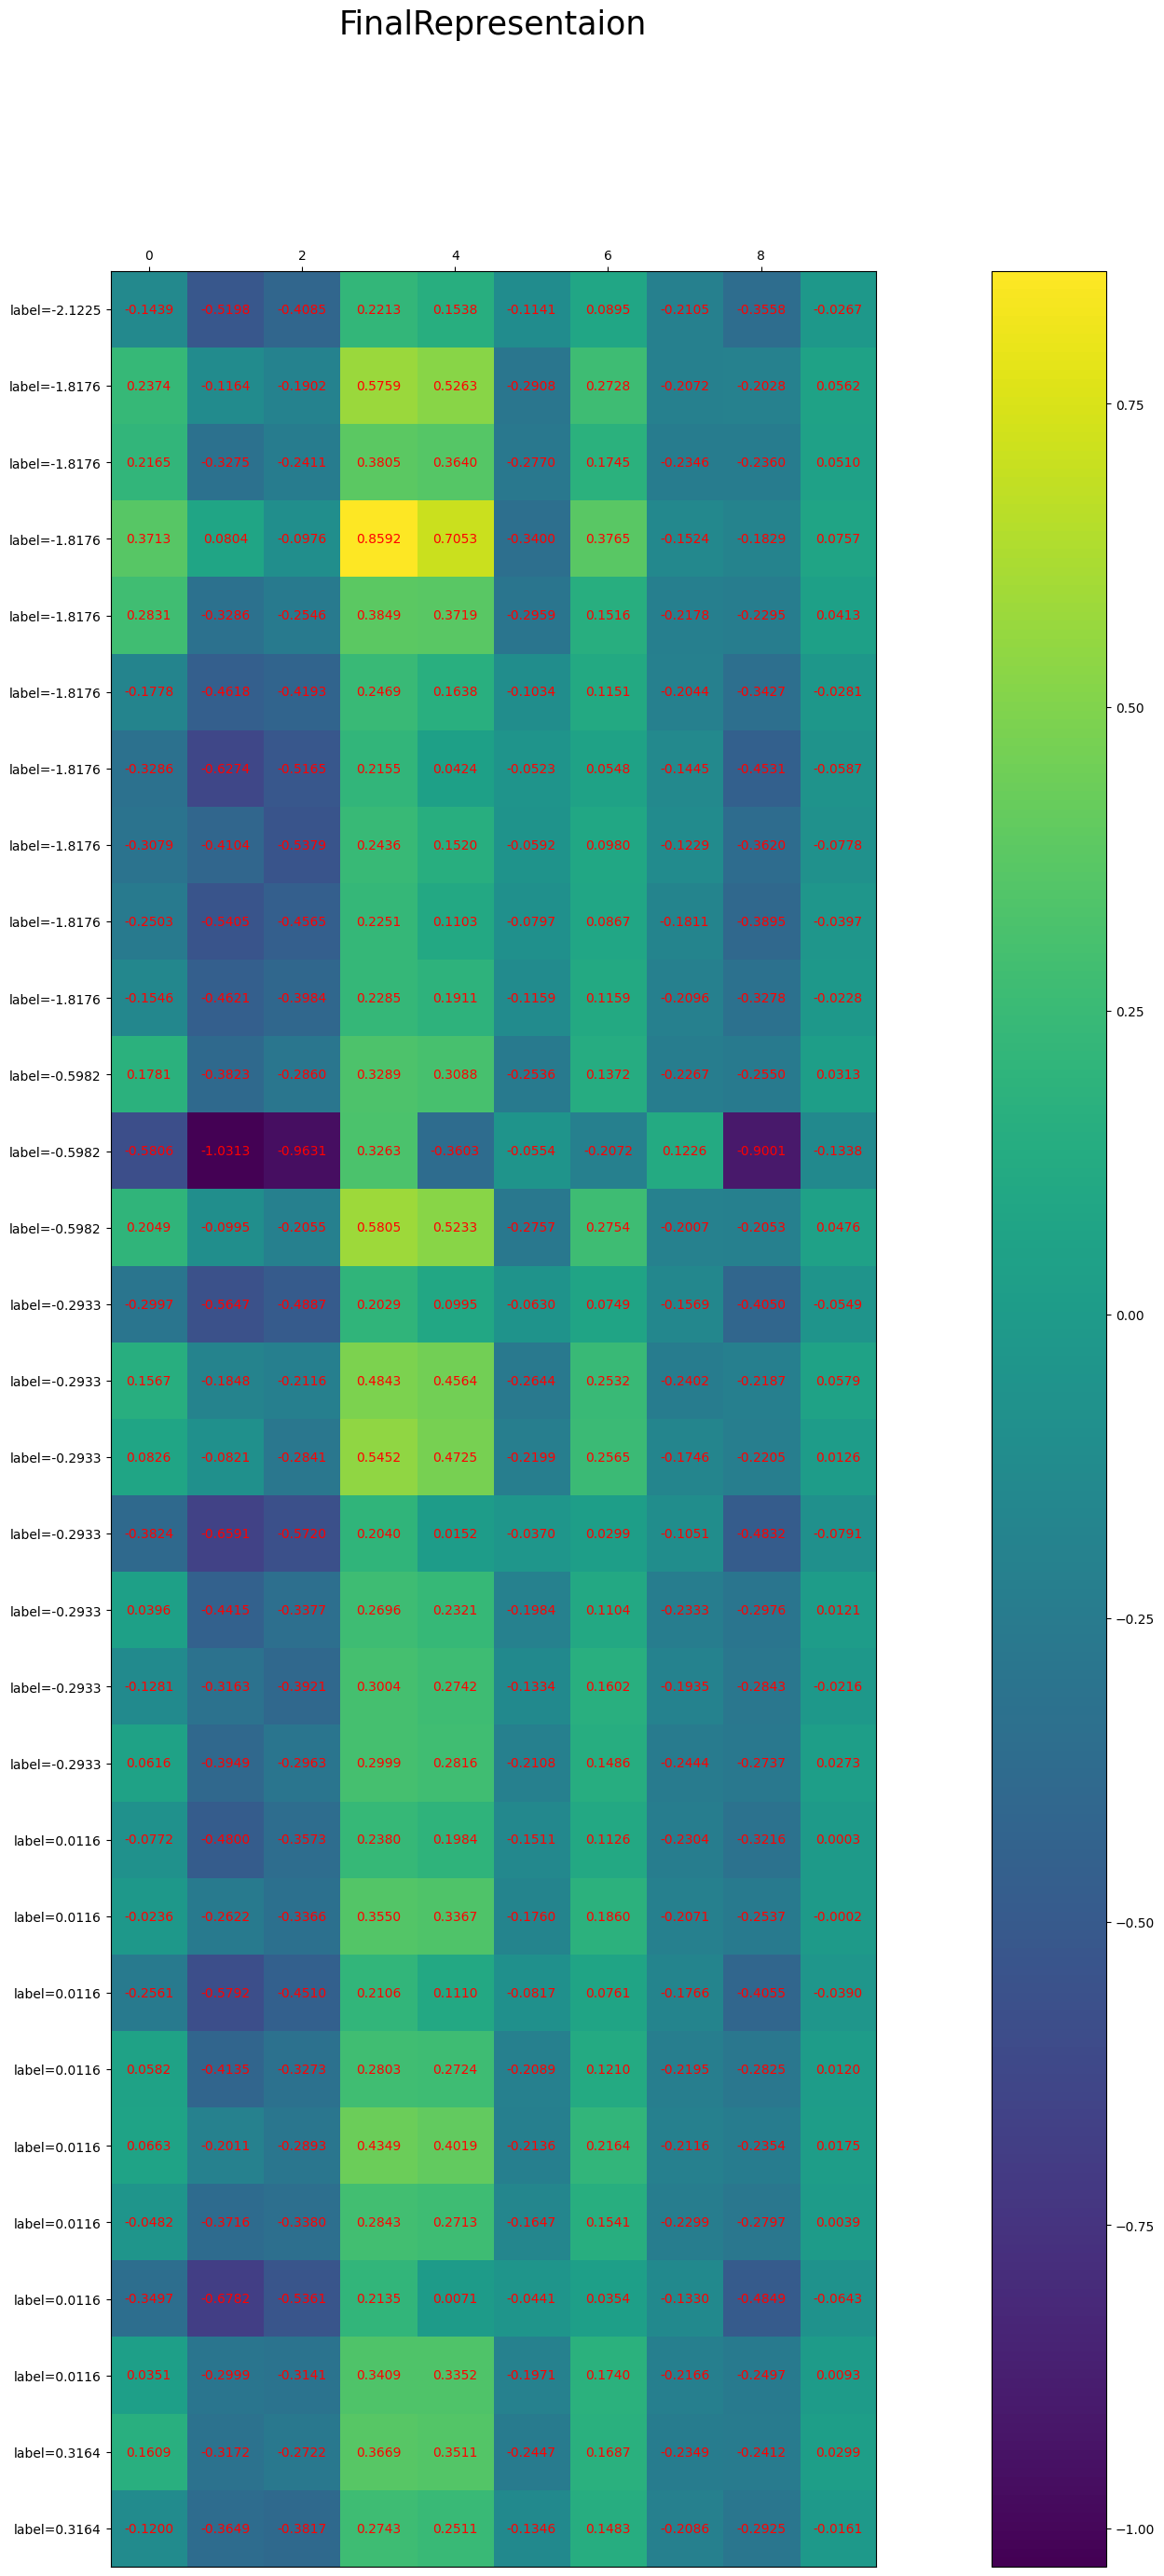 FinalRepresentaion
0 2 4 6 8
label=-2.1225 -0.1439 -0.5198 -0.4085 0.2213 0.1538 -0.1141 0.0895 -0.2105 -0.3558 -0.0267
label=-1.8176 0.2374 -0.1164 -0.1902 0.5759 0.5263 -0.2908 0.2728 -0.2072 -0.2028 0.0562
0.75
label=-1.8176 0.2165 -0.3275 -0.2411 0.3805 0.3640 -0.2770 0.1745 -0.2346 -0.2360 0.0510
label=-1.8176 0.3713 0.0804 -0.0976 0.8592 0.7053 -0.3400 0.3765 -0.1524 -0.1829 0.0757
label=-1.8176 0.2831 -0.3286 -0.2546 0.3849 0.3719 -0.2959 0.1516 -0.2178 -0.2295 0.0413
label=-1.8176 -0.1778 -0.4618 -0.4193 0.2469 0.1638 -0.1034 0.1151 -0.2044 -0.3427 -0.0281
0.50
label=-1.8176 -0.3286 -0.6274 -0.5165 0.2155 0.0424 -0.0523 0.0548 -0.1445 -0.4531 -0.0587
label=-1.8176 -0.3079 -0.4104 -0.5379 0.2436 0.1520 -0.0592 0.0980 -0.1229 -0.3620 -0.0778
label=-1.8176 -0.2503 -0.5405 -0.4565 0.2251 0.1103 -0.0797 0.0867 -0.1811 -0.3895 -0.0397
label=-1.8176 -0.1546 -0.4621 -0.3984 0.2285 0.1911 -0.1159 0.1159 -0.2096 -0.3278 -0.0228
0.25
label=-0.5982 0.1781 -0.3823 -0.2860 0.3289 0.3088 -0.2536 0.1372 -0.2267 -0.2550 0.0313
label=-0.5982 -1.0313 -0.9631 0.3263 -0.3603 -0.0554 -0.2072 0.1226 -0.9001 -0.1338
label=-0.5982 0.2049 -0.0995 -0.2055 0.5805 0.5233 -0.2757 0.2754 -0.2007 -0.2053 0.0476
label=-0.2933 -0.2997 -0.5647 -0.4887 0.2029 0.0995 -0.0630 0.0749 -0.1569 -0.4050 -0.0549
0.00
label=-0.2933 0.1567 -0.1848 -0.2116 0.4843 0.4564 -0.2644 0.2532 -0.2402 -0.2187 0.0579
label=-0.2933 0.0826 -0.0821 -0.2841 0.5452 0.4725 -0.2199 0.2565 -0.1746 -0.2205 0.0126
label=-0.2933 -0.3824 0.2040 0.0152 -0.0370 0.0299 -0.1051 -0.4832 -0.0791
label=-0.2933 0.0396 -0.4415 -0.3377 0.2696 0.2321 -0.1984 0.1104 -0.2333 -0.2976 0.0121
−0.25
label=-0.2933 -0.1281 -0.3163 -0.3921 0.3004 0.2742 -0.1334 0.1602 -0.1935 -0.2843 -0.0216
label=-0.2933 0.0616 -0.3949 -0.2963 0.2999 0.2816 -0.2108 0.1486 -0.2444 -0.2737 0.0273
label=0.0116 -0.0772 -0.4800 -0.3573 0.2380 0.1984 -0.1511 0.1126 -0.2304 -0.3216 0.0003
label=0.0116 -0.0236 -0.2622 -0.3366 0.3550 0.3367 -0.1760 0.1860 -0.2071 -0.2537 -0.0002
−0.50
label=0.0116 -0.2561 -0.4510 0.2106 0.1110 -0.0817 0.0761 -0.1766 -0.4055 -0.0390
label=0.0116 0.0582 -0.4135 -0.3273 0.2803 0.2724 -0.2089 0.1210 -0.2195 -0.2825 0.0120
label=0.0116 0.0663 -0.2011 -0.2893 0.4349 0.4019 -0.2136 0.2164 -0.2116 -0.2354 0.0175
label=0.0116 -0.0482 -0.3716 -0.3380 0.2843 0.2713 -0.1647 0.1541 -0.2299 -0.2797 0.0039
−0.75
label=0.0116 -0.3497 -0.6782 -0.5361 0.2135 0.0071 -0.0441 0.0354 -0.1330 -0.4849 -0.0643
label=0.0116 0.0351 -0.2999 -0.3141 0.3409 0.3352 -0.1971 0.1740 -0.2166 -0.2497 0.0093
label=0.3164 0.1609 -0.3172 -0.2722 0.3669 0.3511 -0.2447 0.1687 -0.2349 -0.2412 0.0299
label=0.3164 -0.1200 -0.3649 -0.3817 0.2743 0.2511 -0.1346 0.1483 -0.2086 -0.2925 -0.0161
−1.00